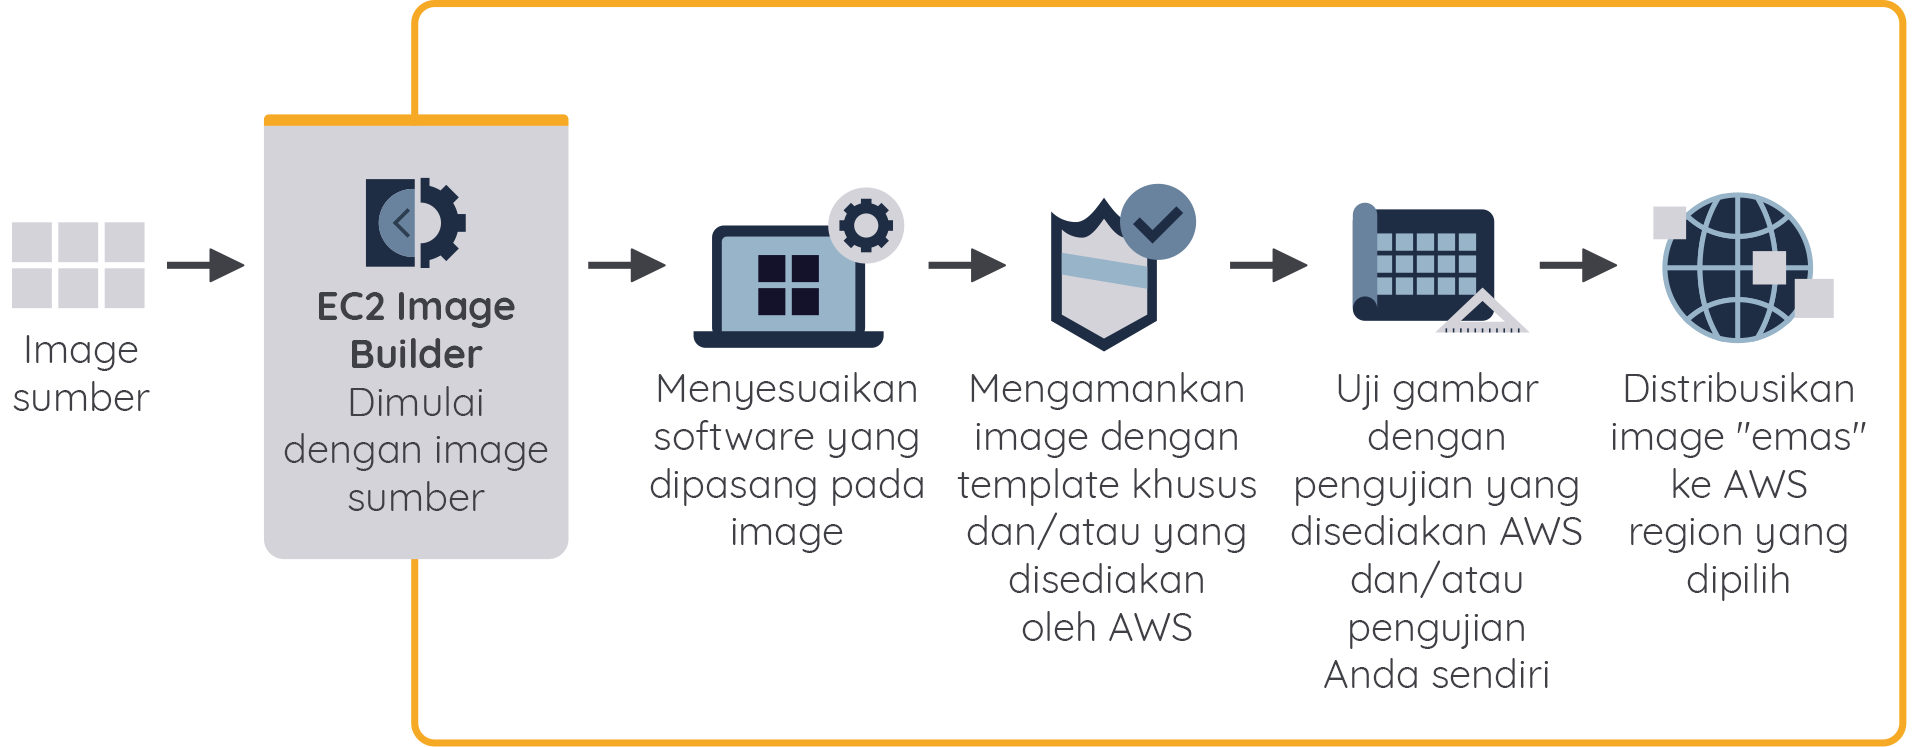 Image
sumber
EC2 Image
Builder
Dimulai
dengan image
sumber
Menyesuaikan
software yang
dipasang pada
image
Mengamankan
image dengan
template khusus
dan/atau yang
disediakan
oleh AWS
Uji gambar
dengan
pengujian yang
disediakan AWS
dan/atau
pengujian
Anda sendiri
Distribusikan
image "emas"
ke AWS
region yang
dipilih